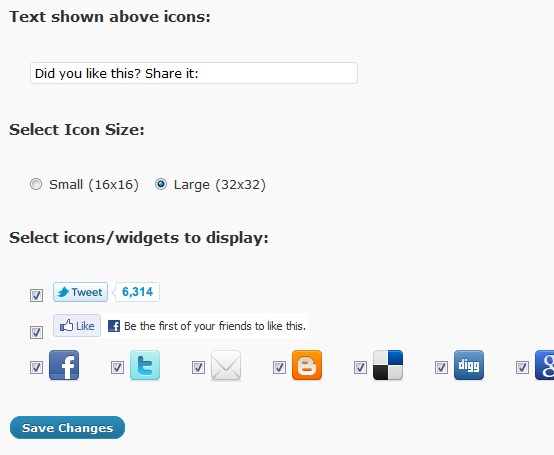 Text shown above icons:
Did you like this? Share it:
Select Icon Size:
Small (16x16) Large (32x32)
Select icons/widgets to display:
Tweet 6,314
Like f Be the first of your friends to like this.
f t B digg g
Save Changes